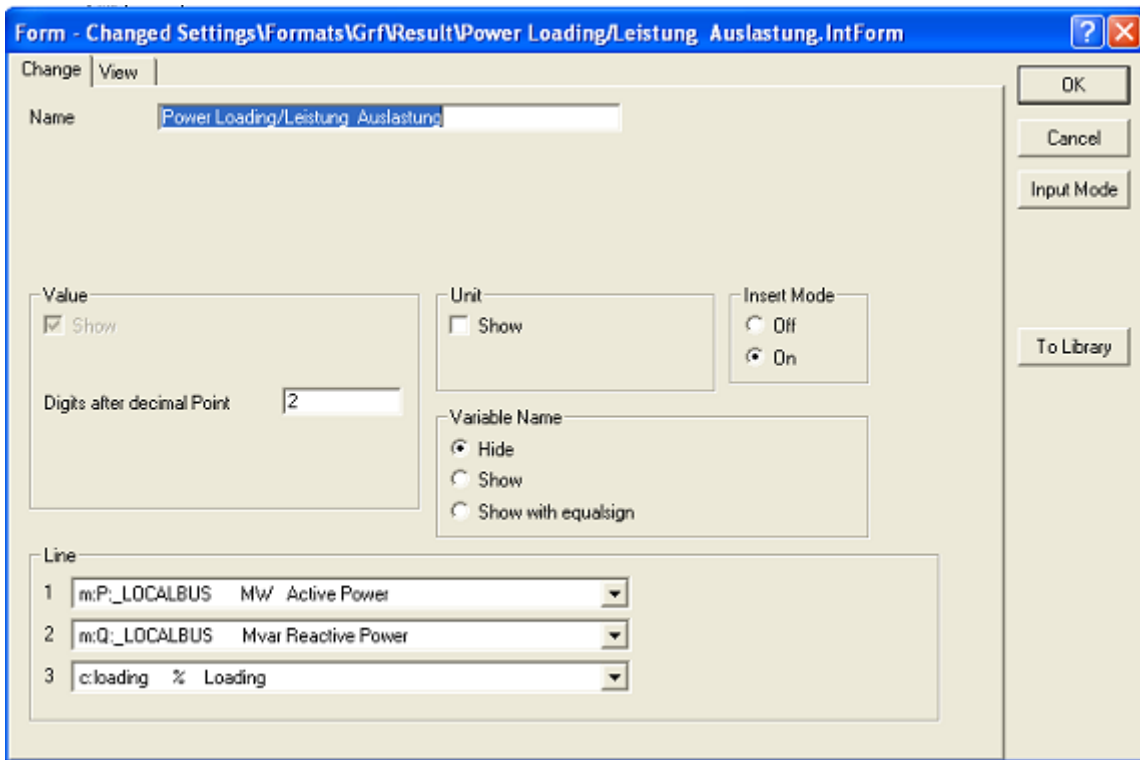 Form - Changed Settings\Formats\Grf\Result\Power Loading/Leistung Auslastung.IntForm
Change View
OK
Name Power Loading/Leistung Auslastung
Cancel
Input Mode
Value Unit Insert Mode
Show Show Off
On
To Library
Digits after decimal Point 2
Variable Name
Hide
Show
Show with equalsign
Line
1 m:P:_LOCALBUS MW Active Power
2 m:Q:_LOCALBUS Mvar Reactive Power
3 c:loading % Loading